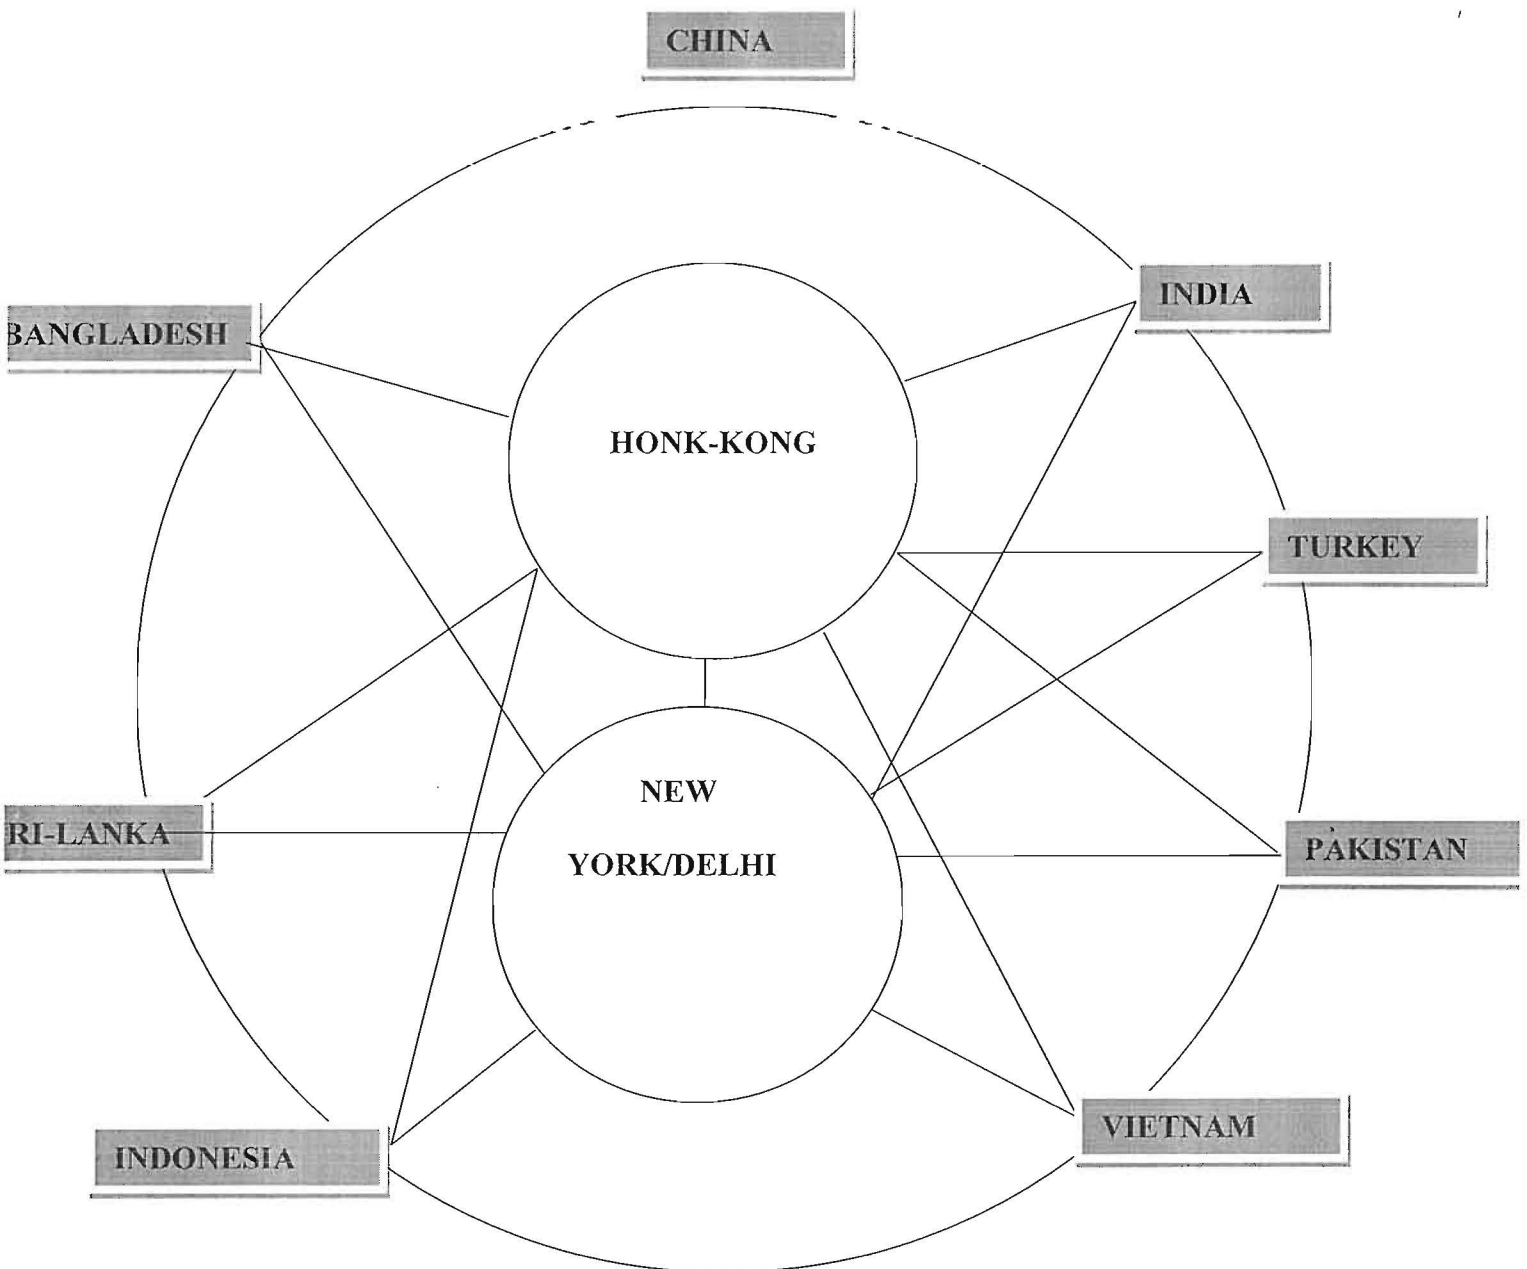 CHINA
INDIA
BANGLADESH
HONK-KONG
TURKEY
NEW
YORK/DELHI
RI-LANKA
PAKISTAN
VIETNAM
INDONESIA